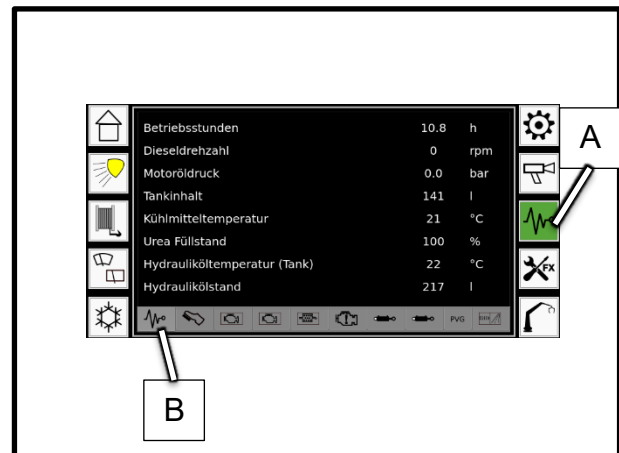 A
Betriebsstunden 10.8 h
Dieseldrehzahl 0 rpm
Motoröldruck 0.0 bar
Tankinhalt 141 l
Kühlmitteltemperatur 21 °C
Urea Füllstand 100 %
Hydrauliköltemperatur (Tank) 22 °C
Hydraulikölstand 217 l
FX
PVG
B